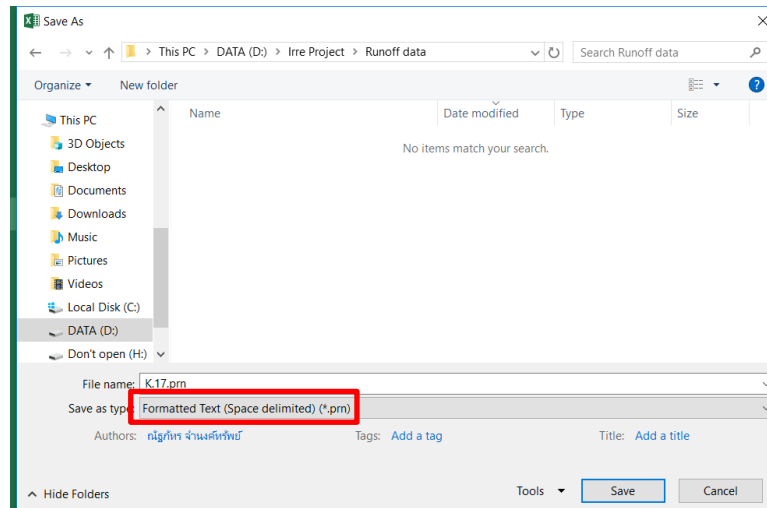 Save As
This PC > DATA (D:) > Irre Project > Runoff data
Search Runoff data
Organize
New folder
Name
Date modified
Type
Size
No items match your search.
This PC
3D Objects
Desktop
Documents
Downloads
Music
Pictures
Videos
Local Disk (C:)
DATA (D:)
Don't open (H:)
File name: K.17.prn
Save as type: Formatted Text (Space delimited) (*.prn)
Authors: ณัฐภัทร จำนงค์ทรัพย์
Tags: Add a tag
Title: Add a title
Hide Folders
Tools
Save
Cancel